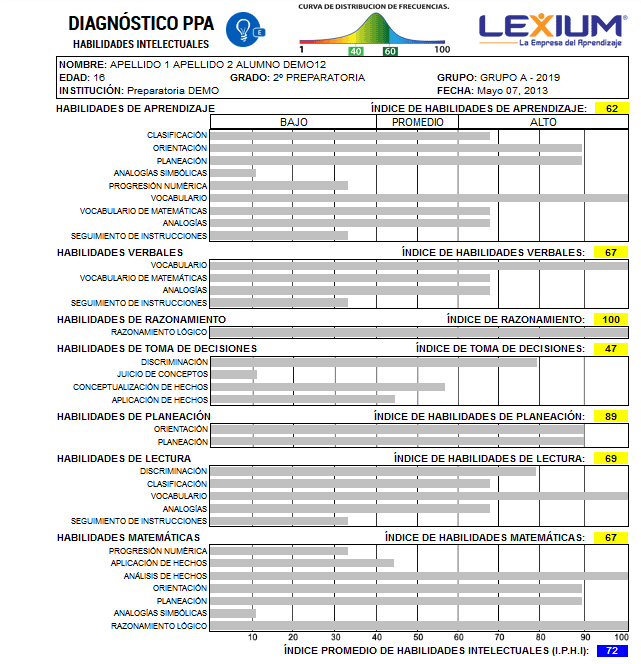 DIAGNÓSTICO PPA
HABILIDADES INTELECTUALES
CURVA DE DISTRIBUCION DE FRECUENCIAS.
1 40 60 100
LEXIUM®
La Empresa del Aprendizaje
NOMBRE: APELLIDO 1 APELLIDO 2 ALUMNO DEMO12
EDAD: 16 GRADO: 2º PREPARATORIA GRUPO: GRUPO A - 2019
INSTITUCIÓN: Preparatoria DEMO FECHA: Mayo 07, 2013
HABILIDADES DE APRENDIZAJE ÍNDICE DE HABILIDADES DE APRENDIZAJE: 62
BAJO PROMEDIO ALTO
CLASIFICACIÓN
ORIENTACIÓN
PLANEACIÓN
ANALOGÍAS SIMBÓLICAS
PROGRESIÓN NUMÉRICA
VOCABULARIO
VOCABULARIO DE MATEMÁTICAS
ANALOGÍAS
SEGUIMIENTO DE INSTRUCCIONES
HABILIDADES VERBALES ÍNDICE DE HABILIDADES VERBALES: 67
VOCABULARIO
VOCABULARIO DE MATEMÁTICAS
ANALOGÍAS
SEGUIMIENTO DE INSTRUCCIONES
HABILIDADES DE RAZONAMIENTO ÍNDICE DE RAZONAMIENTO: 100
RAZONAMIENTO LÓGICO
HABILIDADES DE TOMA DE DECISIONES ÍNDICE DE TOMA DE DECISIONES: 47
DISCRIMINACIÓN
JUICIO DE CONCEPTOS
CONCEPTUALIZACIÓN DE HECHOS
APLICACIÓN DE HECHOS
HABILIDADES DE PLANEACIÓN ÍNDICE DE HABILIDADES DE PLANEACIÓN: 89
ORIENTACIÓN
PLANEACIÓN
HABILIDADES DE LECTURA ÍNDICE DE HABILIDADES DE LECTURA: 69
DISCRIMINACIÓN
CLASIFICACIÓN
VOCABULARIO
ANALOGÍAS
SEGUIMIENTO DE INSTRUCCIONES
HABILIDADES MATEMÁTICAS ÍNDICE DE HABILIDADES MATEMÁTICAS: 67
PROGRESIÓN NUMÉRICA
APLICACIÓN DE HECHOS
ANÁLISIS DE HECHOS
ORIENTACIÓN
PLANEACIÓN
ANALOGÍAS SIMBÓLICAS
RAZONAMIENTO LÓGICO
10 20 30 40 50 60 70 80 90 100
ÍNDICE PROMEDIO DE HABILIDADES INTELECTUALES (I.P.H.I): 72